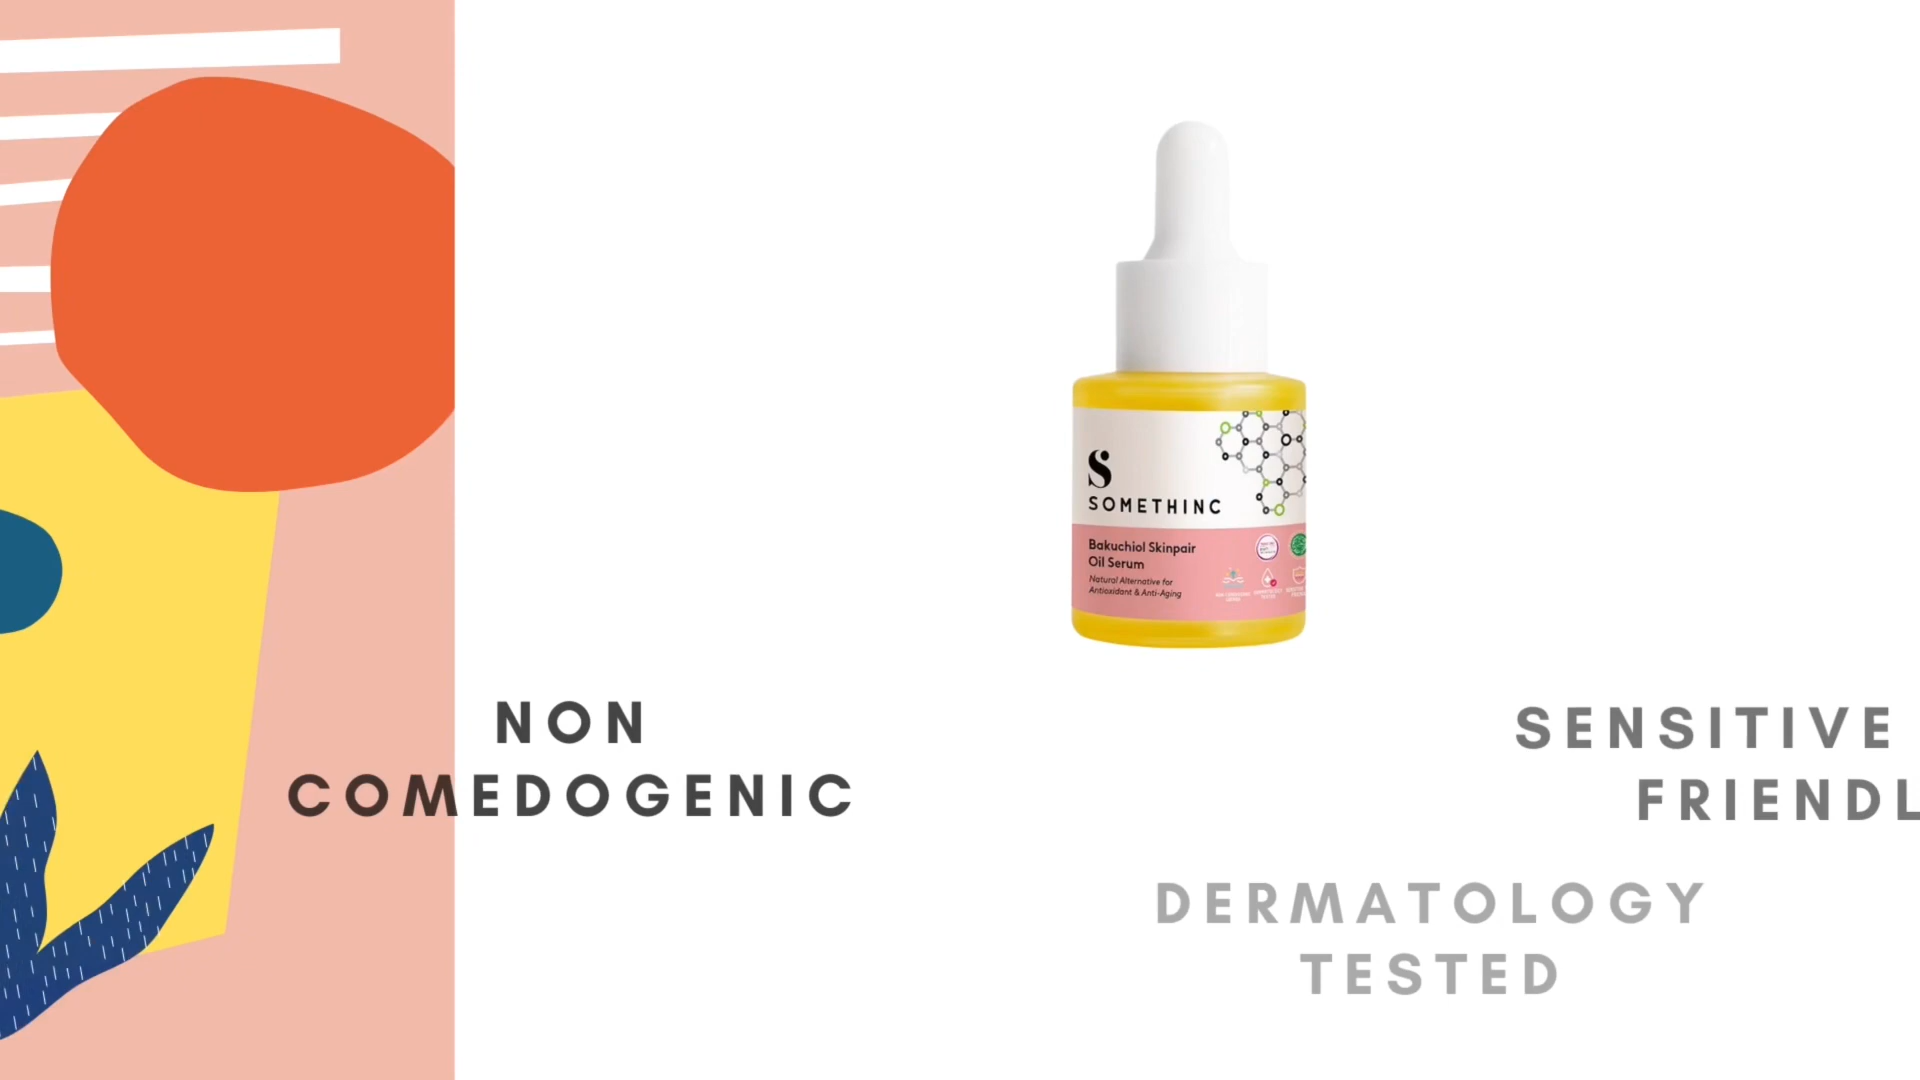 S
SOMETHINC
Bakuchiol Skinpair
Oil Serum
Natural Alternative for
Antioxidant & Anti-Aging
NON
COMEDOGENIC
SENSITIVE
FRIENDL
DERMATOLOGY
TESTED